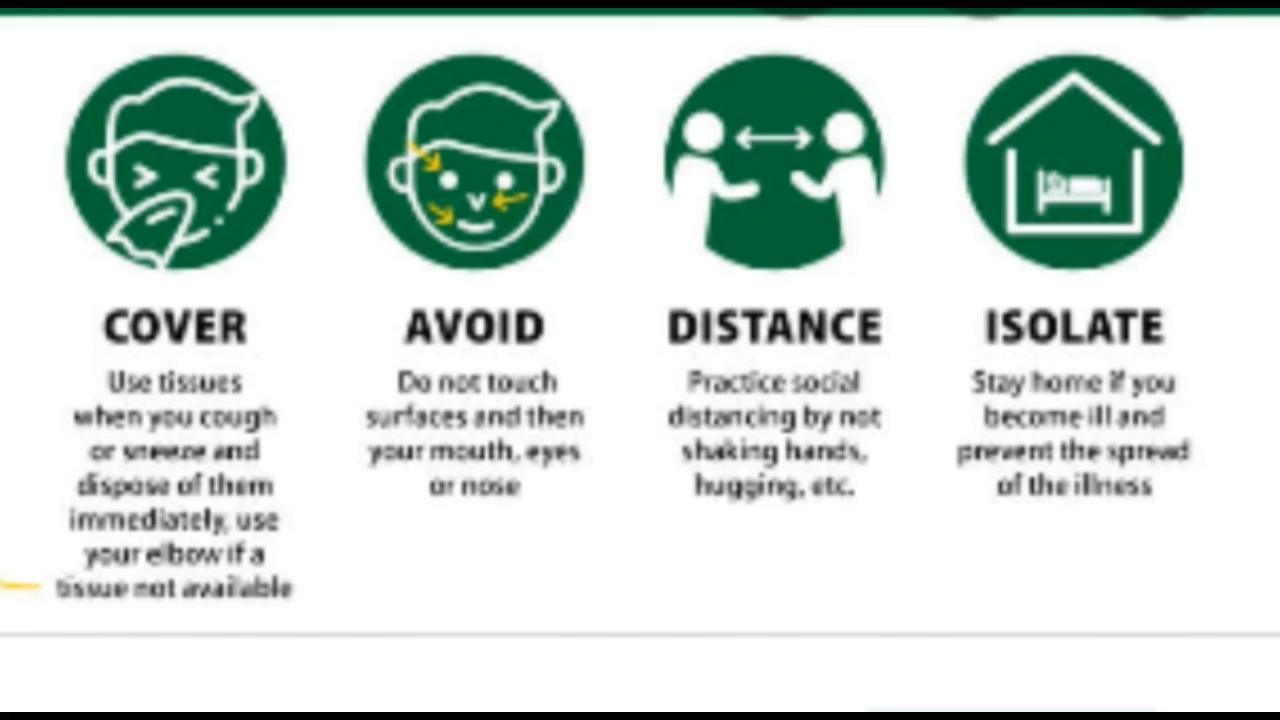 COVER
Use tissues
when you cough
or sneeze and
dispose of them
immediately, use
your elbow if a
tissue not available
AVOID
Do not touch
surfaces and then
your mouth, eyes
or nose
DISTANCE
Practice social
distancing by not
shaking hands,
hugging, etc.
ISOLATE
Stay home if you
become ill and
prevent the spread
of the illness